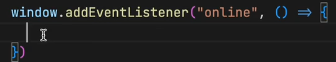 window.addEventListener("online", () => {
})